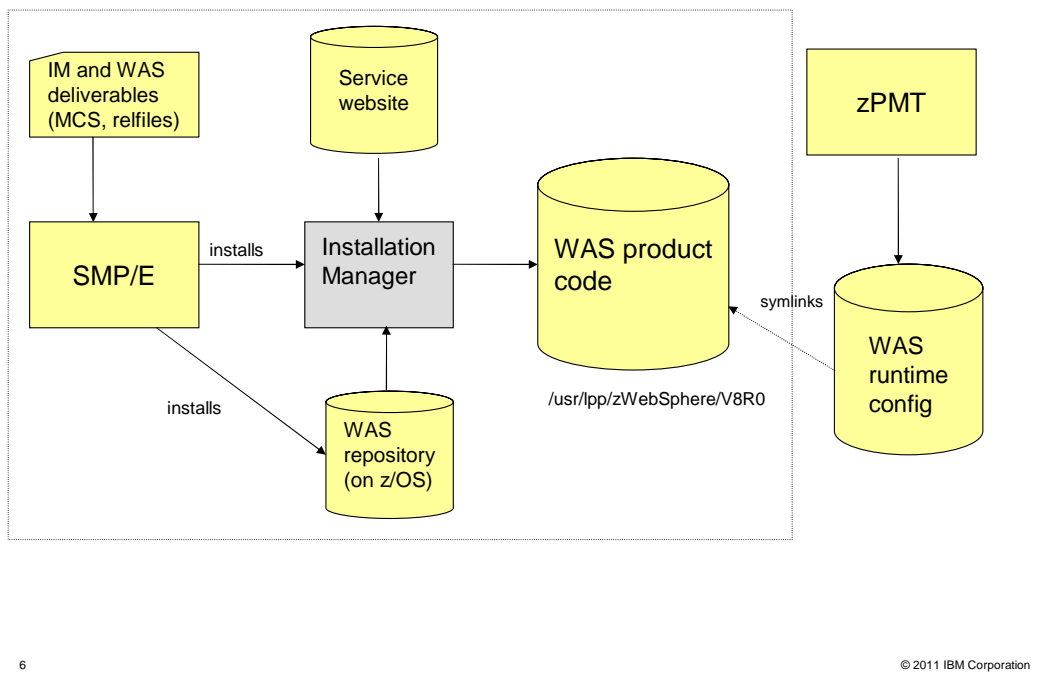 IM and WAS
deliverables
(MCS, relfiles)
Service
website
zPMT
SMP/E
installs
Installation
Manager
WAS product
code
symlinks
WAS
runtime
config
/usr/lpp/zWebSphere/V8R0
installs
WAS
repository
(on z/OS)
6
© 2011 IBM Corporation